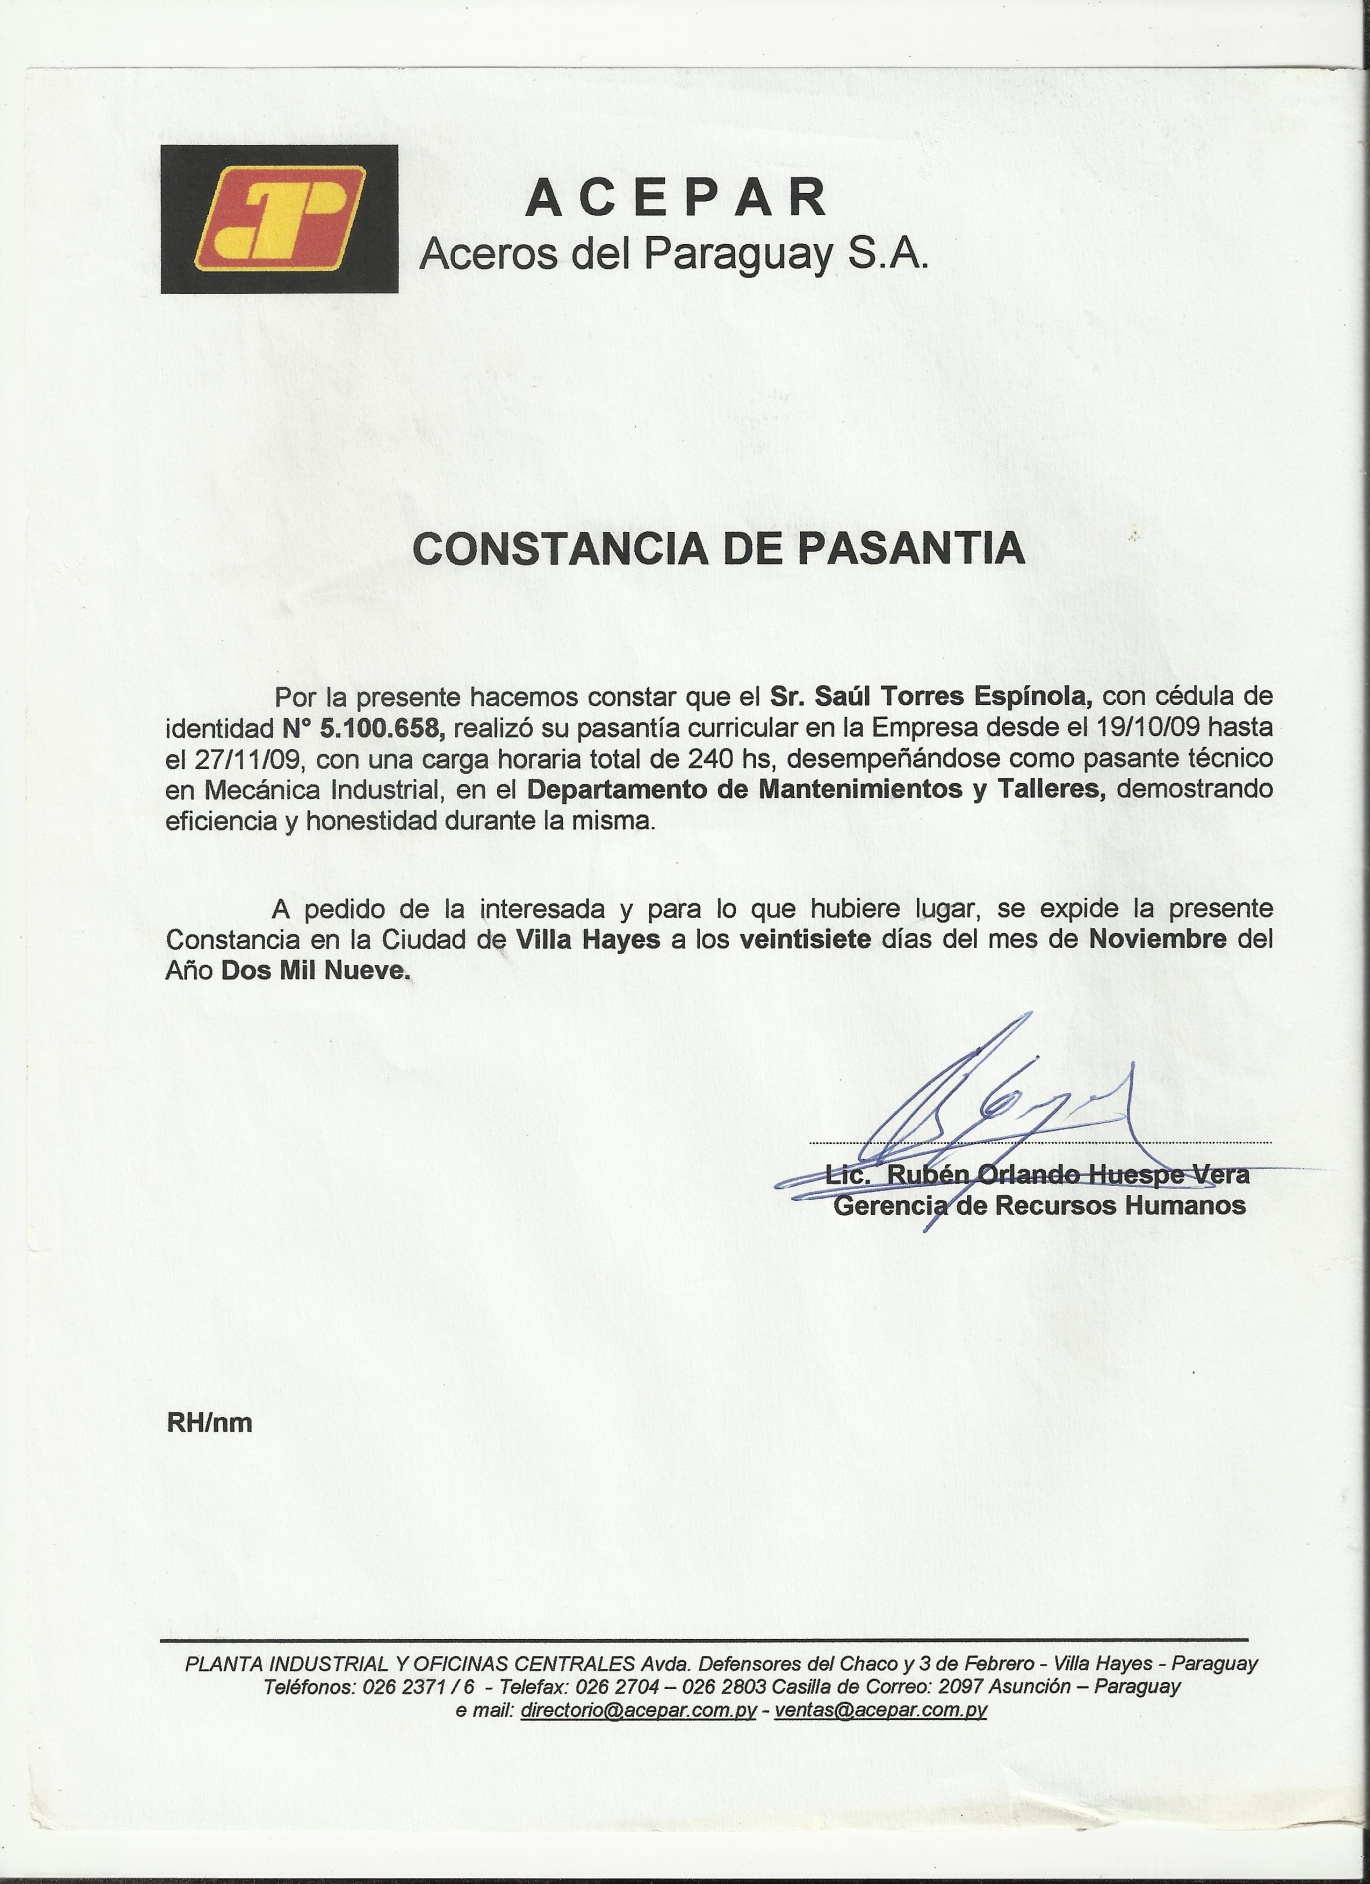 ACEPAR
Aceros del Paraguay S.A.
CONSTANCIA DE PASANTIA
Por la presente hacemos constar que el Sr. Saúl Torres Espínola, con cédula de
identidad N° 5.100.658, realizó su pasantía curricular en la Empresa desde el 19/10/09 hasta
el 27/11/09, con una carga horaria total de 240 hs, desempeñándose como pasante técnico
en Mecánica Industrial, en el Departamento de Mantenimientos y Talleres, demostrando
eficiencia y honestidad durante la misma.
A pedido de la interesada y para lo que hubiere lugar, se expide la presente
Constancia en la Ciudad de Villa Hayes a los veintisiete días del mes de Noviembre del
Año Dos Mil Nueve.
Lic. Rubén Orlando Huespe Vera
Gerencia de Recursos Humanos
RH/nm
PLANTA INDUSTRIAL Y OFICINAS CENTRALES Avda. Defensores del Chaco y 3 de Febrero - Villa Hayes - Paraguay
Teléfonos: 026 2371 / 6 - Telefax: 026 2704 – 026 2803 Casilla de Correo: 2097 Asunción – Paraguay
e mail: directorio@acepar.com.py - ventas@acepar.com.py